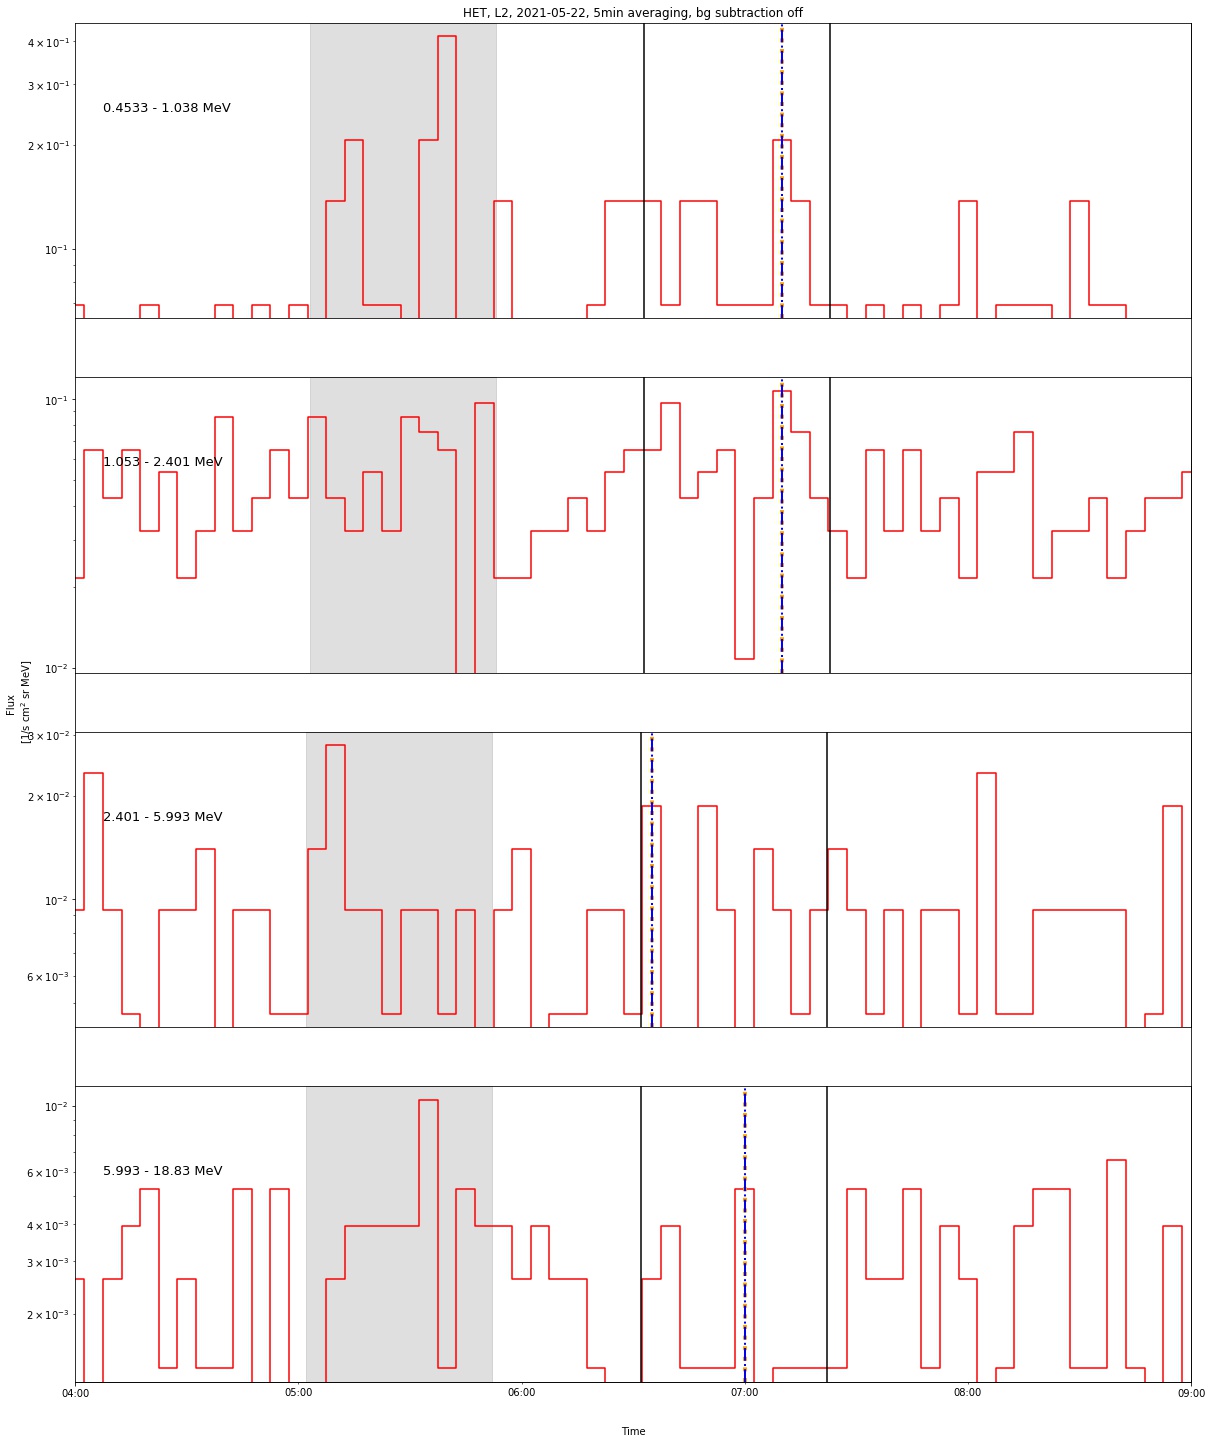 HET, L2, 2021-05-22, 5min averaging, bg subtraction off
4 × 10⁻¹
3 × 10⁻¹
0.4533 - 1.038 MeV
2 × 10⁻¹
10⁻¹
10⁻¹
1.053 - 2.401 MeV
10⁻²
Flux
[1/s cm² sr MeV]
3 × 10⁻²
2 × 10⁻²
2.401 - 5.993 MeV
10⁻²
6 × 10⁻³
10⁻²
5.993 - 18.83 MeV
6 × 10⁻³
4 × 10⁻³
3 × 10⁻³
2 × 10⁻³
04:00 05:00 06:00 07:00 08:00 09:00
Time